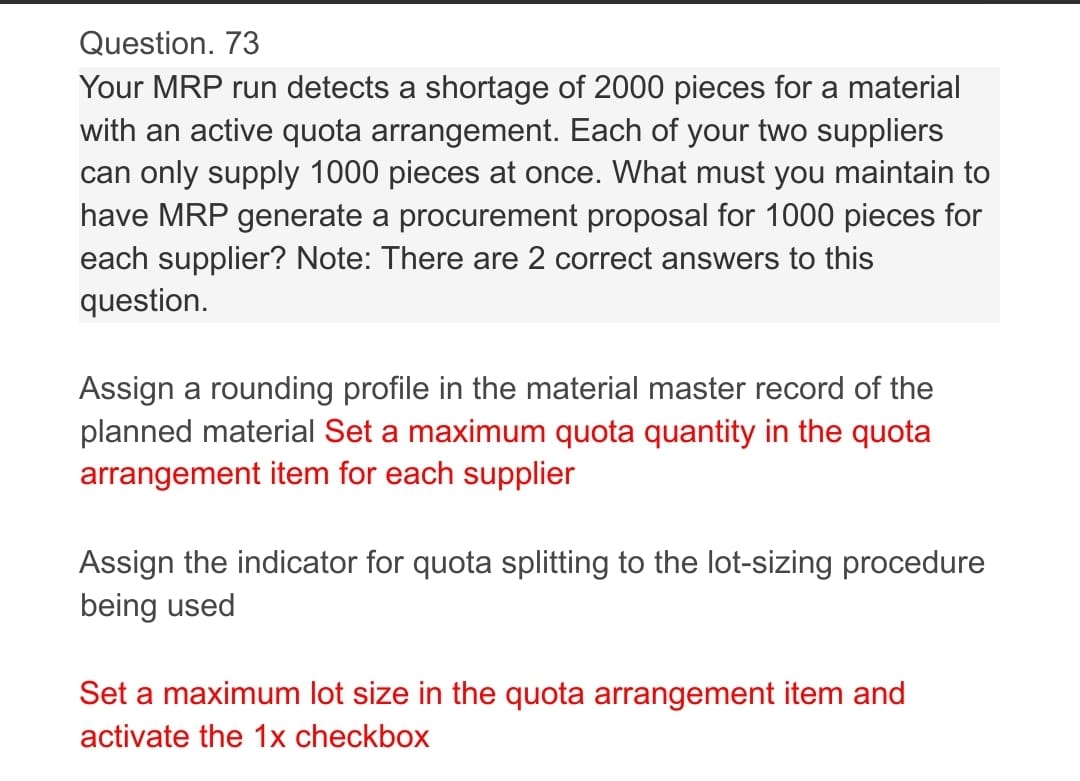 Question. 73
Your MRP run detects a shortage of 2000 pieces for a material
with an active quota arrangement. Each of your two suppliers
can only supply 1000 pieces at once. What must you maintain to
have MRP generate a procurement proposal for 1000 pieces for
each supplier? Note: There are 2 correct answers to this
question.
Assign a rounding profile in the material master record of the
planned material Set a maximum quota quantity in the quota
arrangement item for each supplier
Assign the indicator for quota splitting to the lot-sizing procedure
being used
Set a maximum lot size in the quota arrangement item and
activate the 1x checkbox